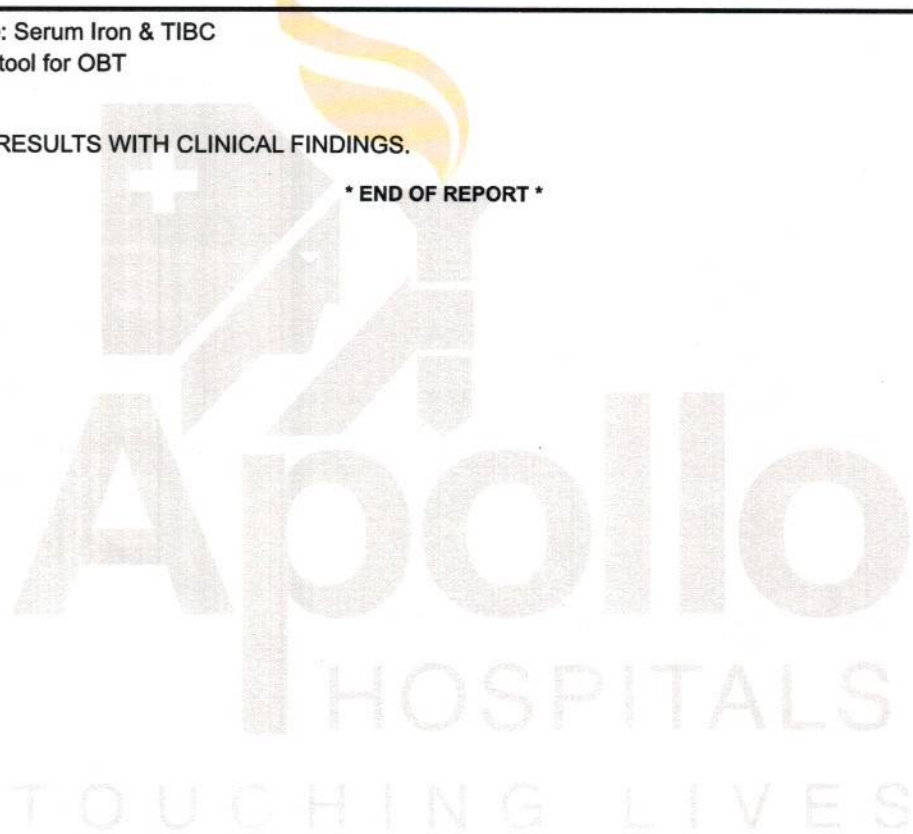 : Serum Iron & TIBC
tool for OBT
RESULTS WITH CLINICAL FINDINGS.
* END OF REPORT *
Apollo
HOSPITALS
TOUCHING LIVES